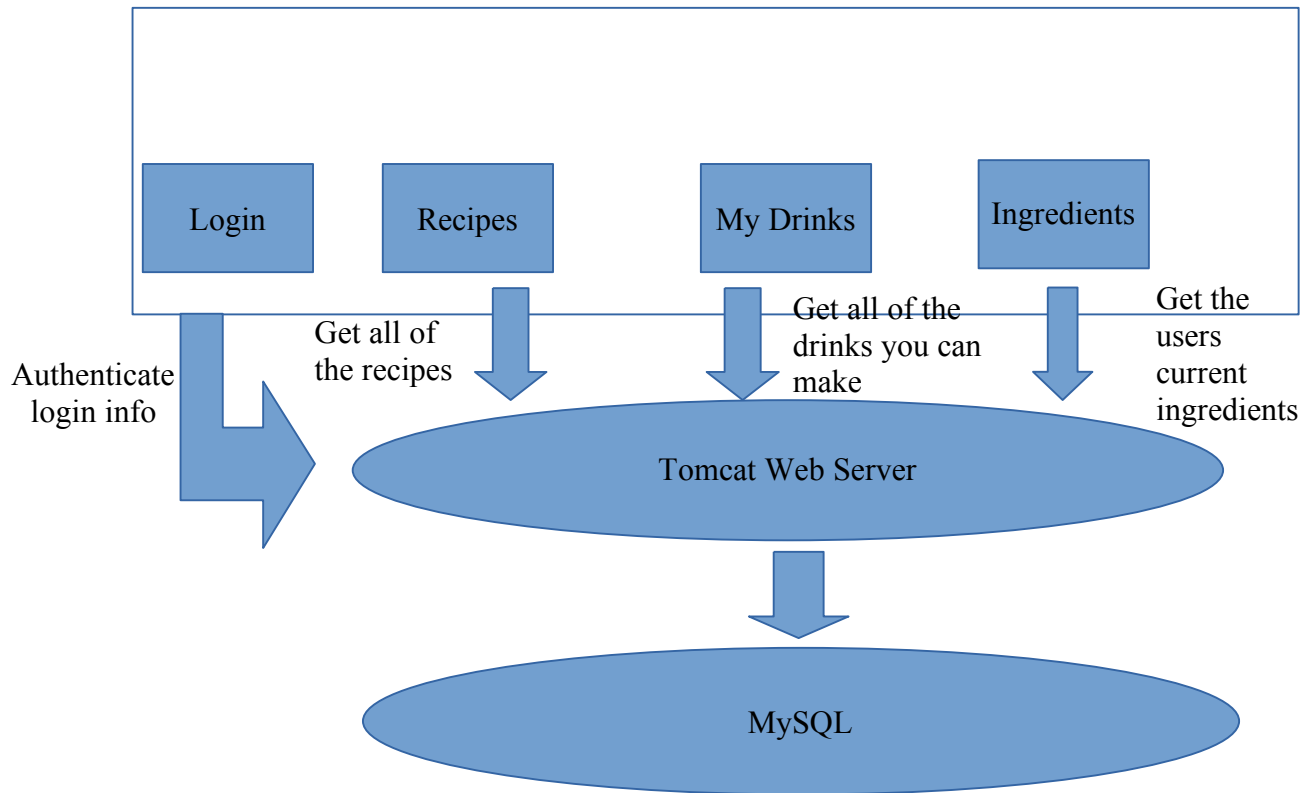 Login
Recipes
My Drinks
Ingredients
Authenticate
login info
Get all of
the recipes
Get all of the
drinks you can
make
Get the
users
current
ingredients
Tomcat Web Server
MySQL